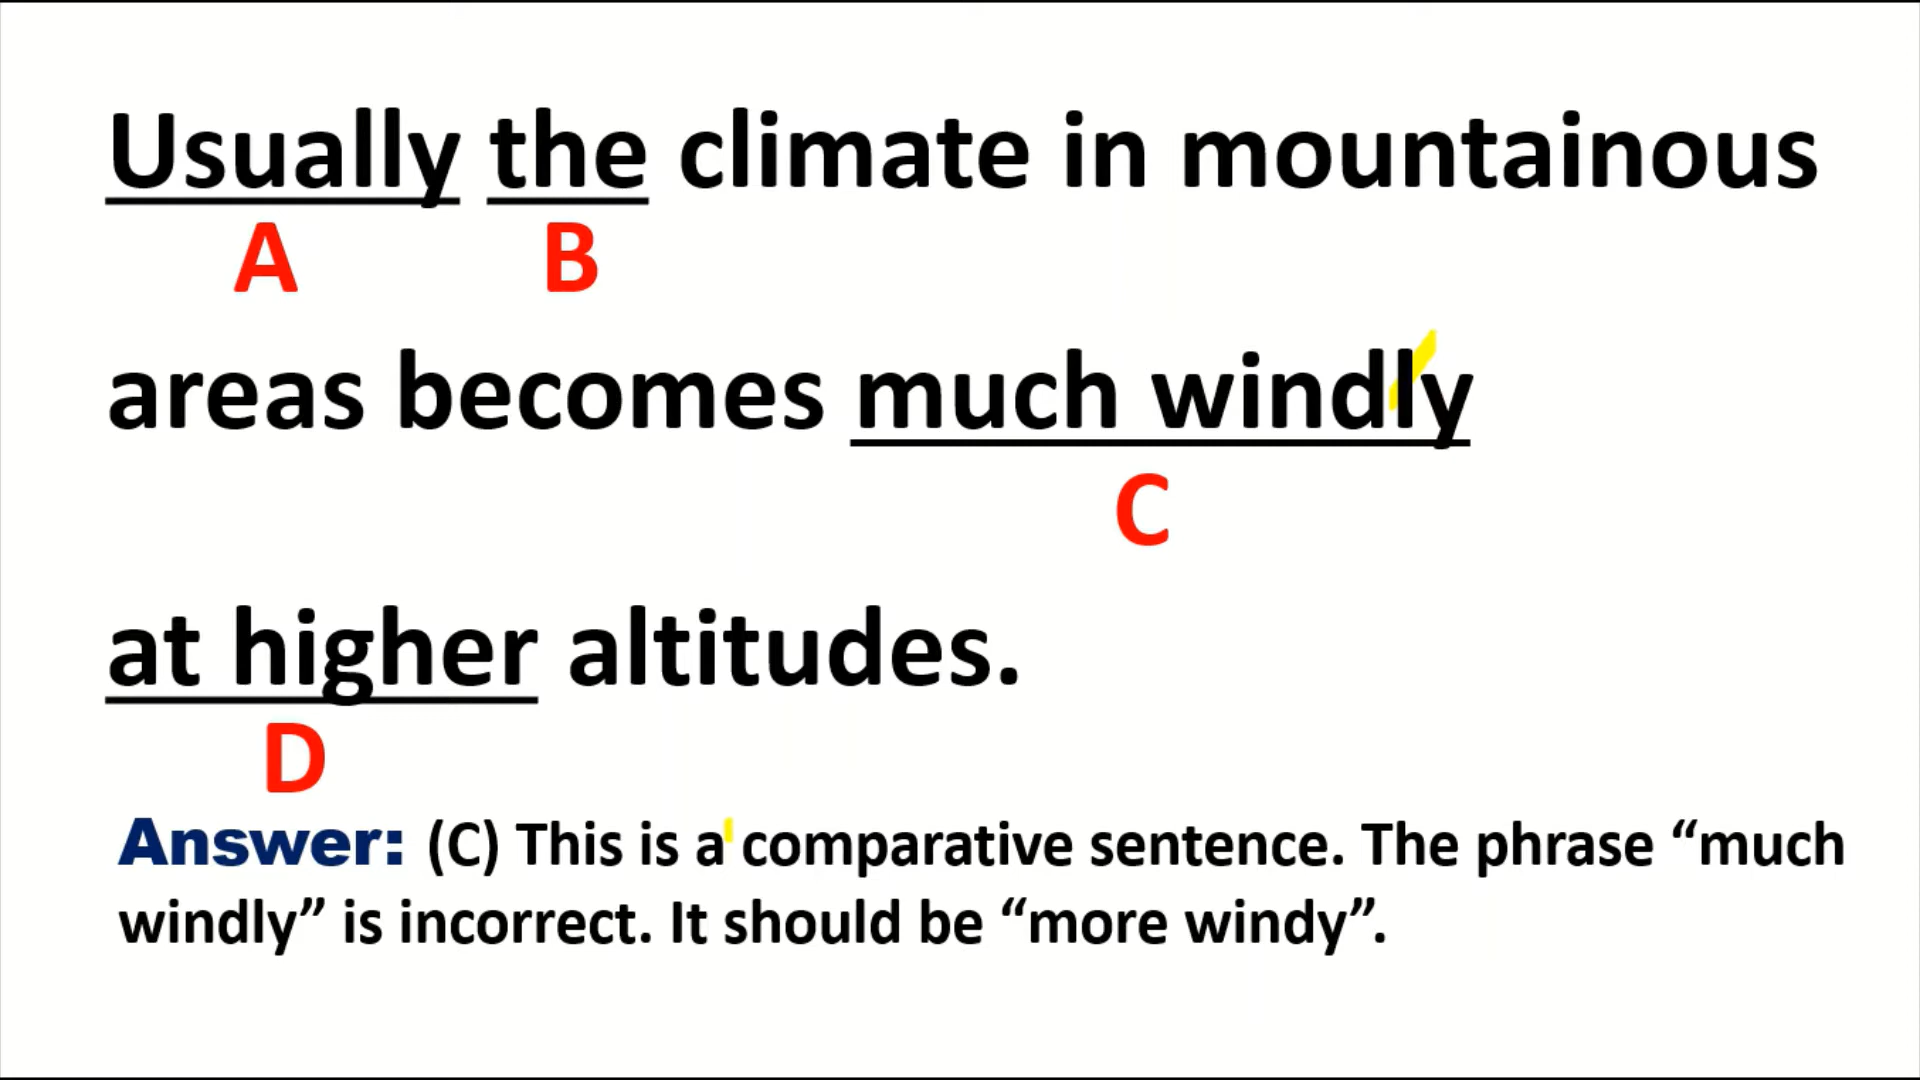 Usually the climate in mountainous
A B
areas becomes much windly
C
at higher altitudes.
D
Answer: (C) This is a comparative sentence. The phrase “much
windly” is incorrect. It should be “more windy”.